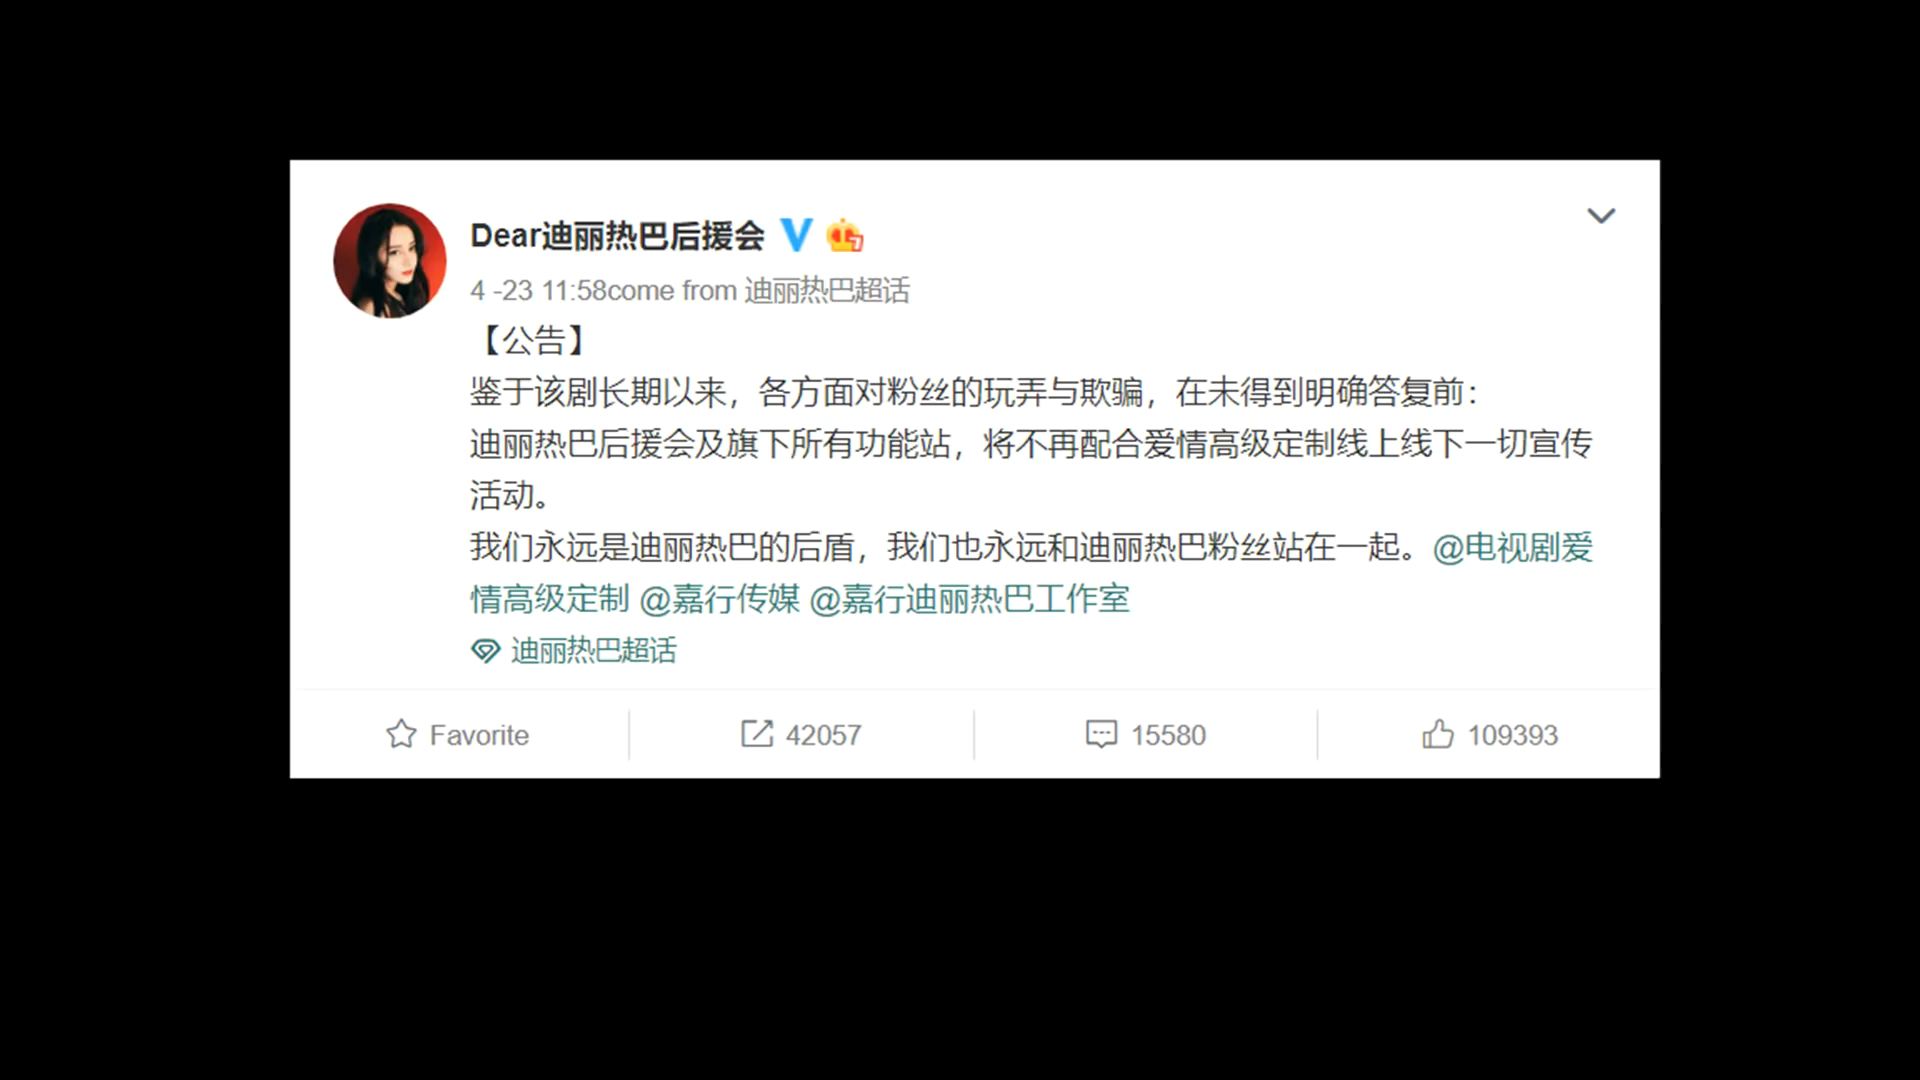 Dear迪丽热巴后援会
4 -23 11:58come from 迪丽热巴超话
【公告】
鉴于该剧长期以来，各方面对粉丝的玩弄与欺骗，在未得到明确答复前：
迪丽热巴后援会及旗下所有功能站，将不再配合爱情高级定制线上线下一切宣传
活动。
我们永远是迪丽热巴的后盾，我们也永远和迪丽热巴粉丝站在一起。@电视剧爱
情高级定制 @嘉行传媒 @嘉行迪丽热巴工作室
迪丽热巴超话
Favorite 42057 15580 109393